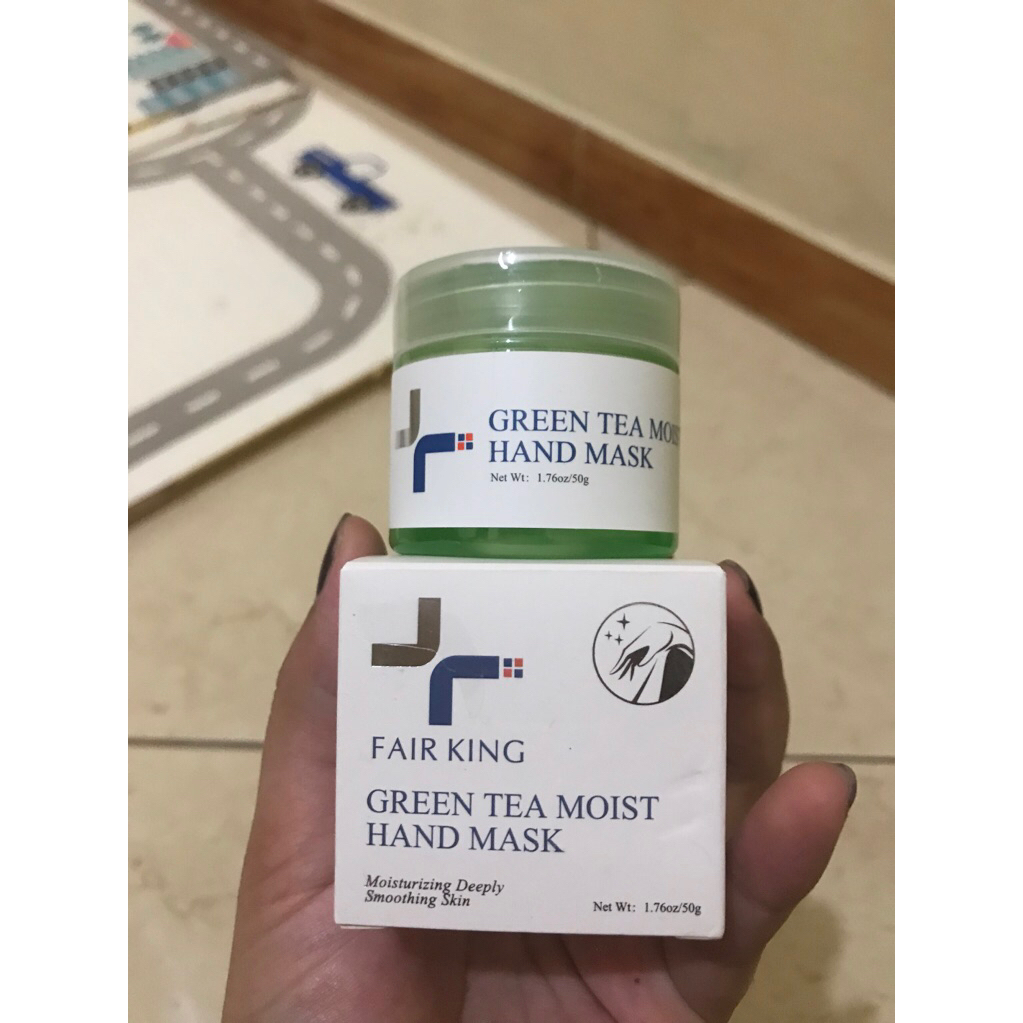 GREEN TEA MOIS
HAND MASK
Net Wt: 1.76oz/50g
FAIR KING
GREEN TEA MOIST
HAND MASK
Moisturizing Deeply
Smoothing Skin
Net Wt: 1.76oz/50g